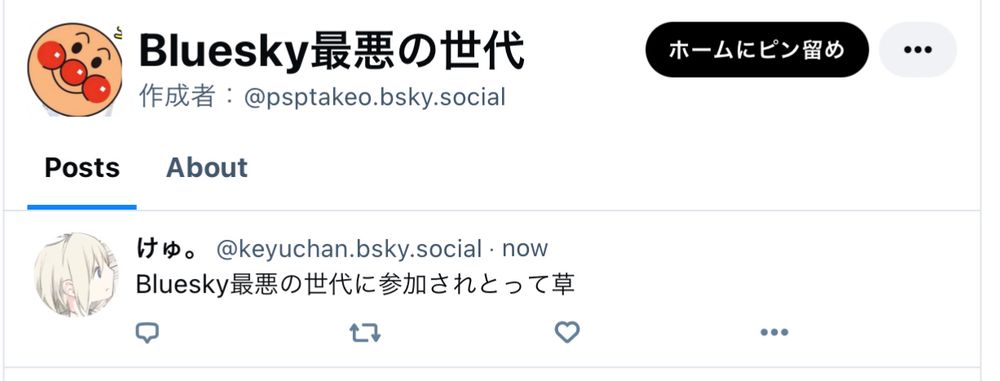 Bluesky最悪の世代
ホームにピン留め
作成者：@psptakeo.bsky.social
Posts About
けゅ。 @keyuchan.bsky.social · now
Bluesky最悪の世代に参加されとって草